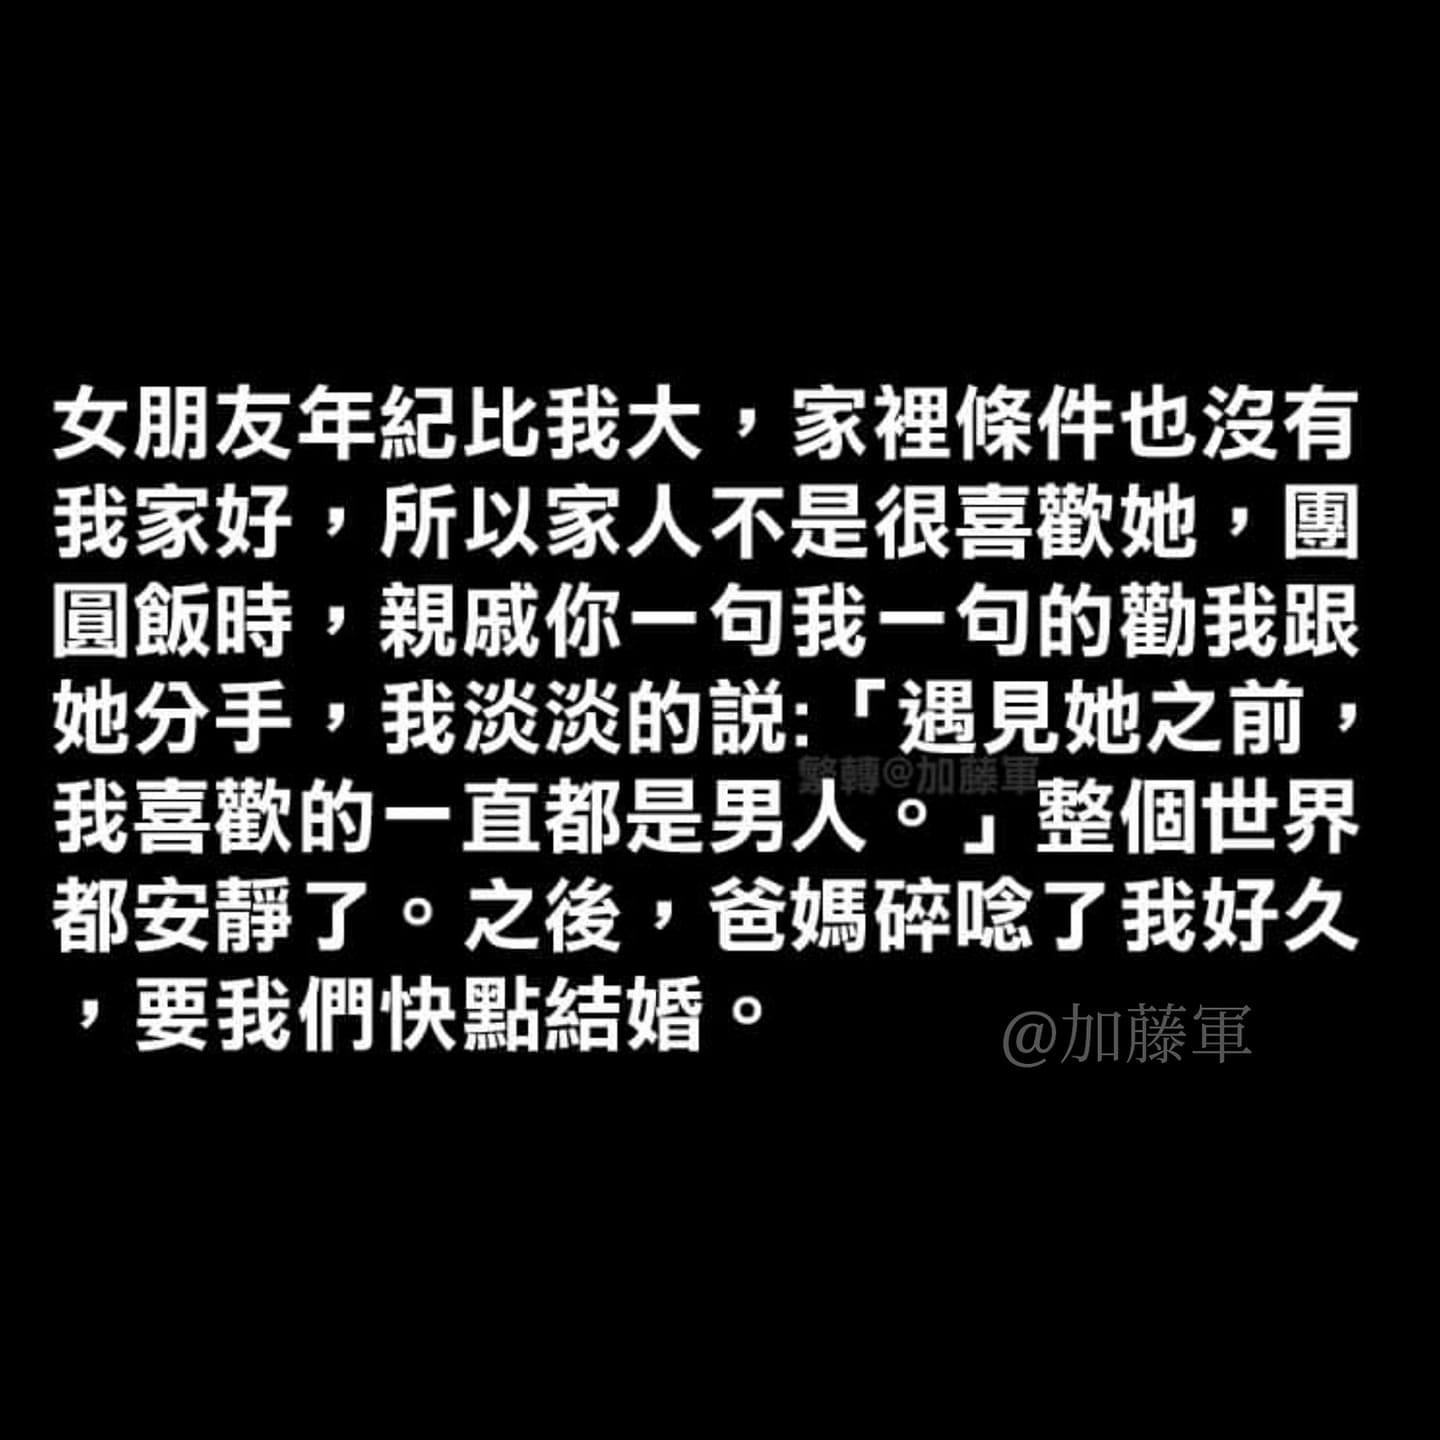 女朋友年紀比我大，家裡條件也沒有
我家好，所以家人不是很喜歡她，團
圓飯時，親戚你一句我一句的勸我跟
她分手，我淡淡的説:「遇見她之前，
繁轉@加藤軍
我喜歡的一直都是男人。」整個世界
都安靜了。之後，爸媽碎唸了我好久
，要我們快點結婚。
@加藤軍